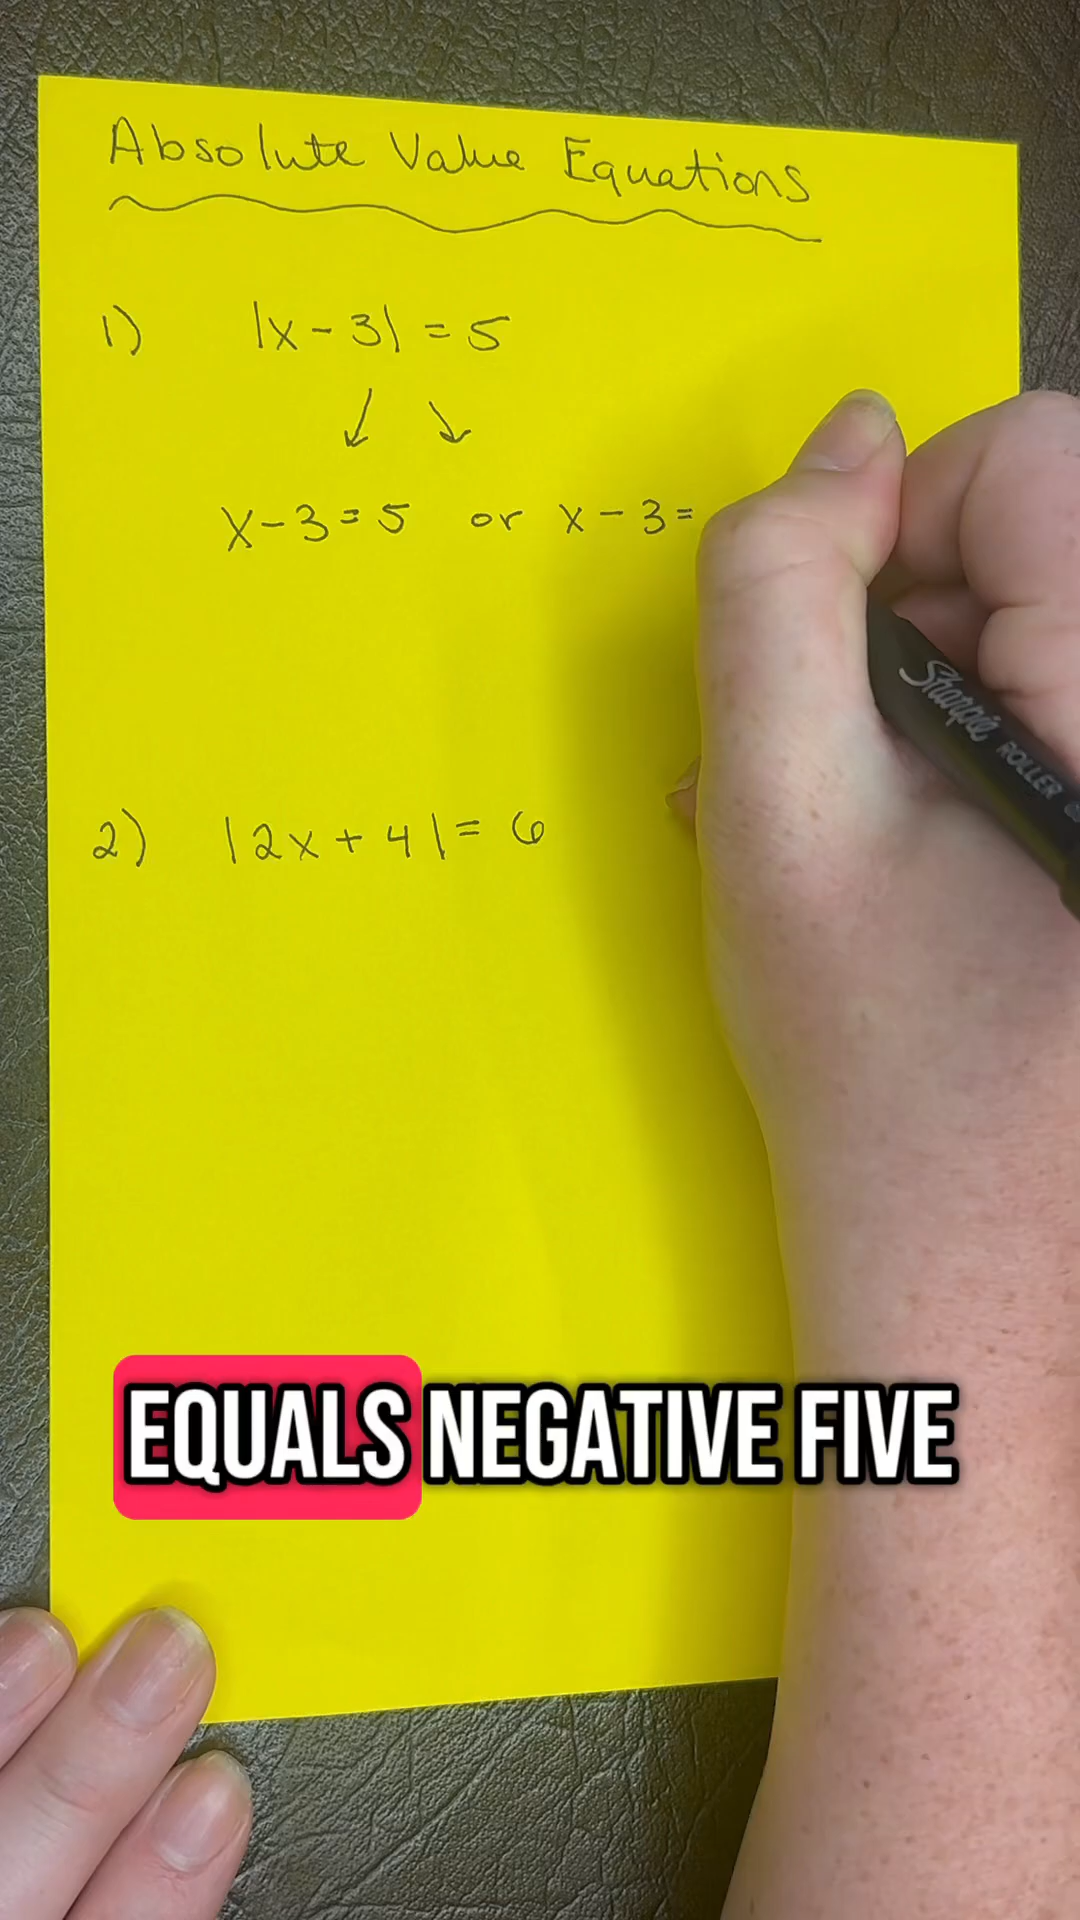 Absolute Value Equations
1) |x - 3| = 5
x - 3 = 5 or x - 3 =
2) |2x + 4| = 6
Sharpie ROLLER
EQUALS NEGATIVE FIVE